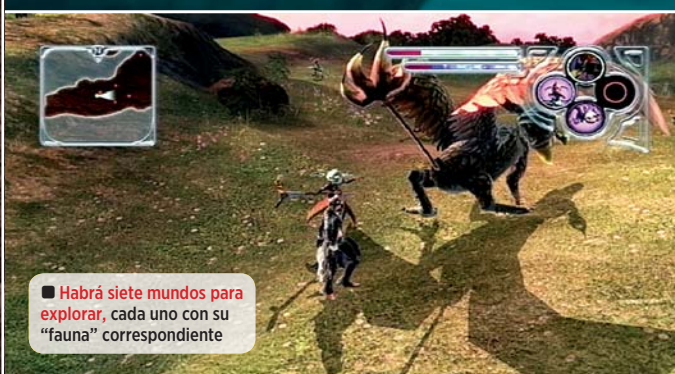 ■ Habrá siete mundos para
explorar, cada uno con su
“fauna” correspondiente